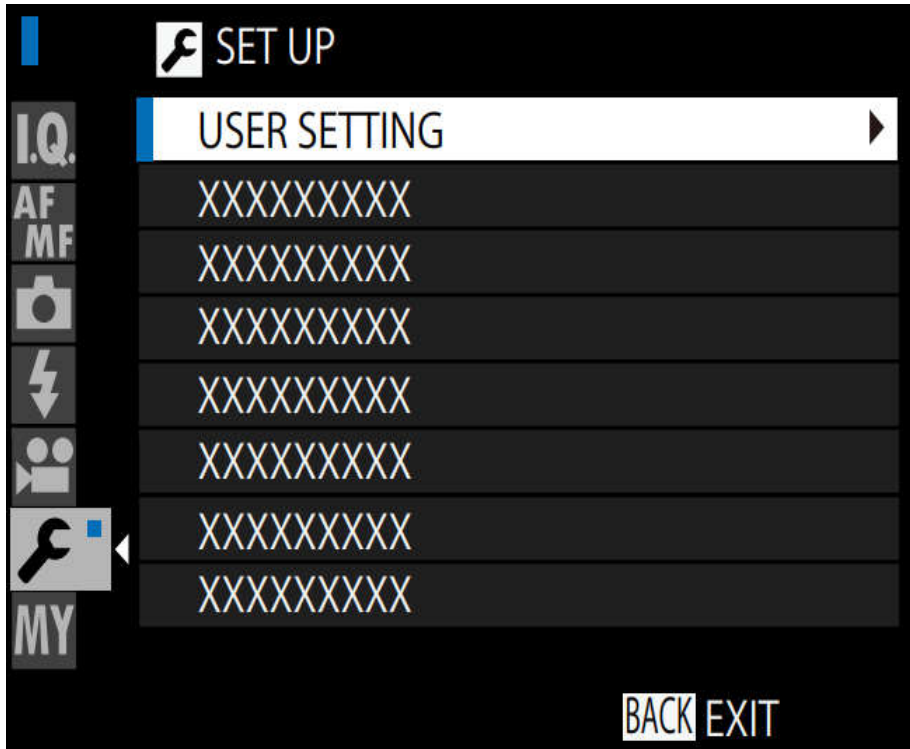 SET UP
I.Q.
USER SETTING
AF
MF
XXXXXXXXX
XXXXXXXXX
XXXXXXXXX
XXXXXXXXX
XXXXXXXXX
XXXXXXXXX
XXXXXXXXX
MY
BACK EXIT